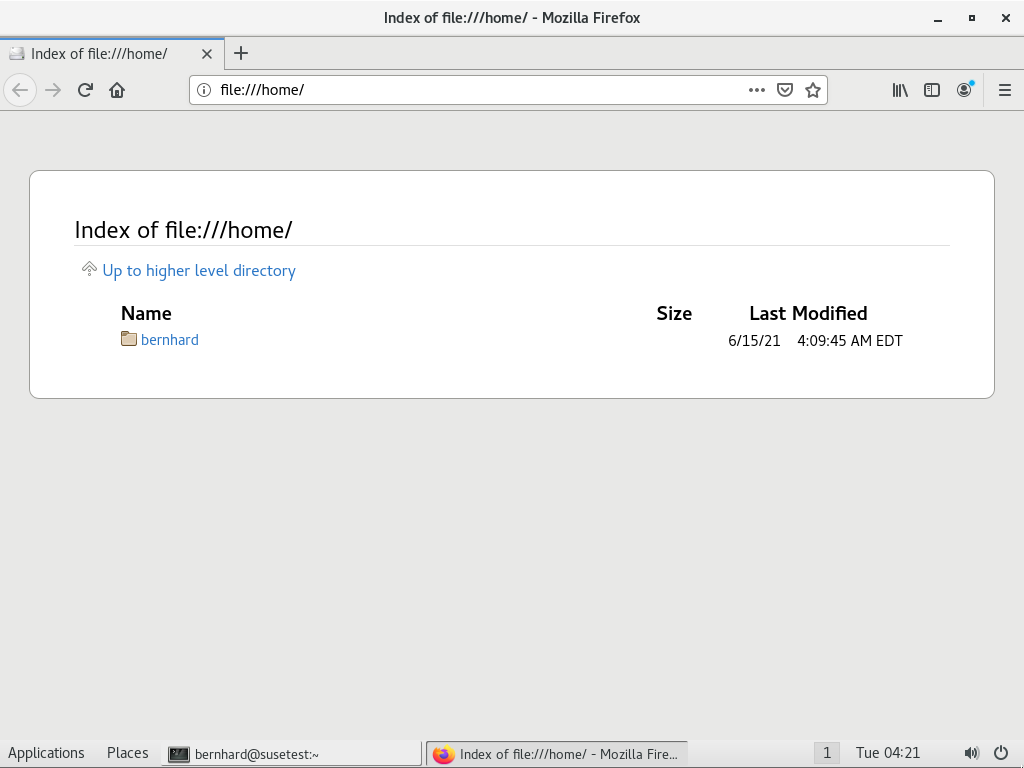 Index of file:///home/ - Mozilla Firefox
Index of file:///home/
file:///home/
Index of file:///home/
Up to higher level directory
Name Size Last Modified
bernhard 6/15/21 4:09:45 AM EDT
Applications Places bernhard@susetest:~ Index of file:///home/ - Mozilla Fire... 1 Tue 04:21